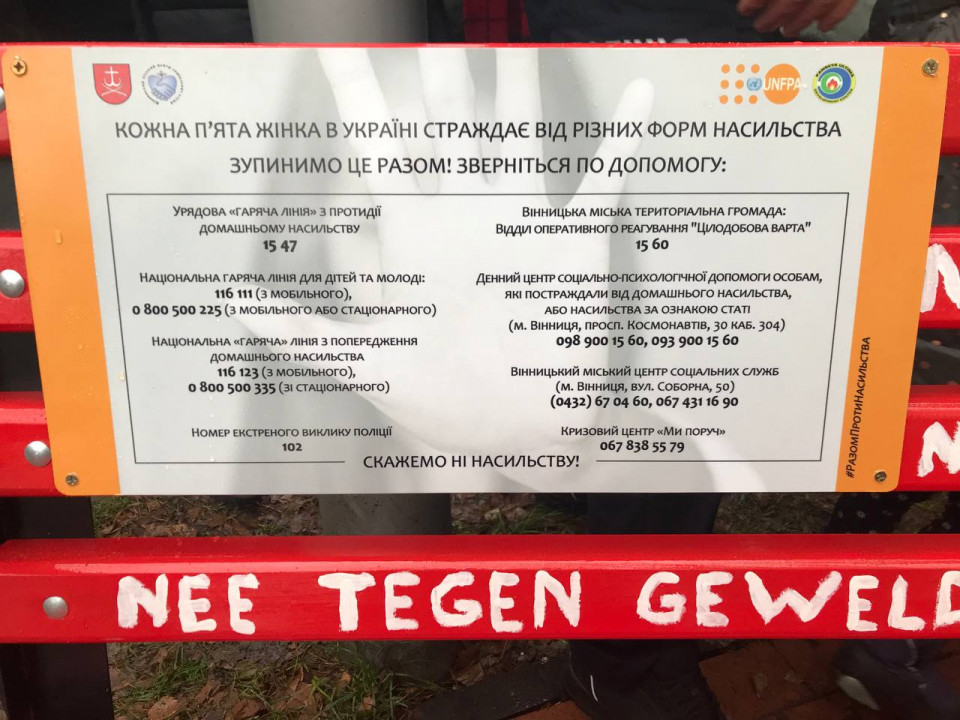 UNFPA
КОЖНА П'ЯТА ЖІНКА В УКРАЇНІ СТРАЖДАЄ ВІД РІЗНИХ ФОРМ НАСИЛЬСТВА
ЗУПИНИМО ЦЕ РАЗОМ! ЗВЕРНІТЬСЯ ПО ДОПОМОГУ:
УРЯДОВА «ГАРЯЧА ЛІНІЯ» З ПРОТИДІЇ
ДОМАШНЬОМУ НАСИЛЬСТВУ
15 47
НАЦІОНАЛЬНА ГАРЯЧА ЛІНІЯ ДЛЯ ДІТЕЙ ТА МОЛОДІ:
116 111 (З МОБІЛЬНОГО),
0 800 500 225 (З МОБІЛЬНОГО АБО СТАЦІОНАРНОГО)
НАЦІОНАЛЬНА «ГАРЯЧА» ЛІНІЯ З ПОПЕРЕДЖЕННЯ
ДОМАШНЬОГО НАСИЛЬСТВА
116 123 (З МОБІЛЬНОГО),
0 800 500 335 (ЗІ СТАЦІОНАРНОГО)
НОМЕР ЕКСТРЕНОГО ВИКЛИКУ ПОЛІЦІЇ
102
ВІННИЦЬКА МІСЬКА ТЕРИТОРІАЛЬНА ГРОМАДА:
ВІДДІЛ ОПЕРАТИВНОГО РЕАГУВАННЯ "ЦІЛОДОБОВА ВАРТА"
15 60
ДЕННИЙ ЦЕНТР СОЦІАЛЬНО-ПСИХОЛОГІЧНОЇ ДОПОМОГИ ОСОБАМ,
ЯКІ ПОСТРАЖДАЛИ ВІД ДОМАШНЬОГО НАСИЛЬСТВА,
АБО НАСИЛЬСТВА ЗА ОЗНАКОЮ СТАТІ
(М. ВІННИЦЯ, ПРОСП. КОСМОНАВТІВ, 30 КАБ. 304)
098 900 15 60, 093 900 15 60
ВІННИЦЬКИЙ МІСЬКИЙ ЦЕНТР СОЦІАЛЬНИХ СЛУЖБ
(М. ВІННИЦЯ, ВУЛ. СОБОРНА, 50)
(0432) 67 04 60, 067 431 16 90
КРИЗОВИЙ ЦЕНТР «МИ ПОРУЧ»
067 838 55 79
СКАЖЕМО НІ НАСИЛЬСТВУ!
#РАЗОМПРОТИНАСИЛЬСТВА
NEE TEGEN GEWELD